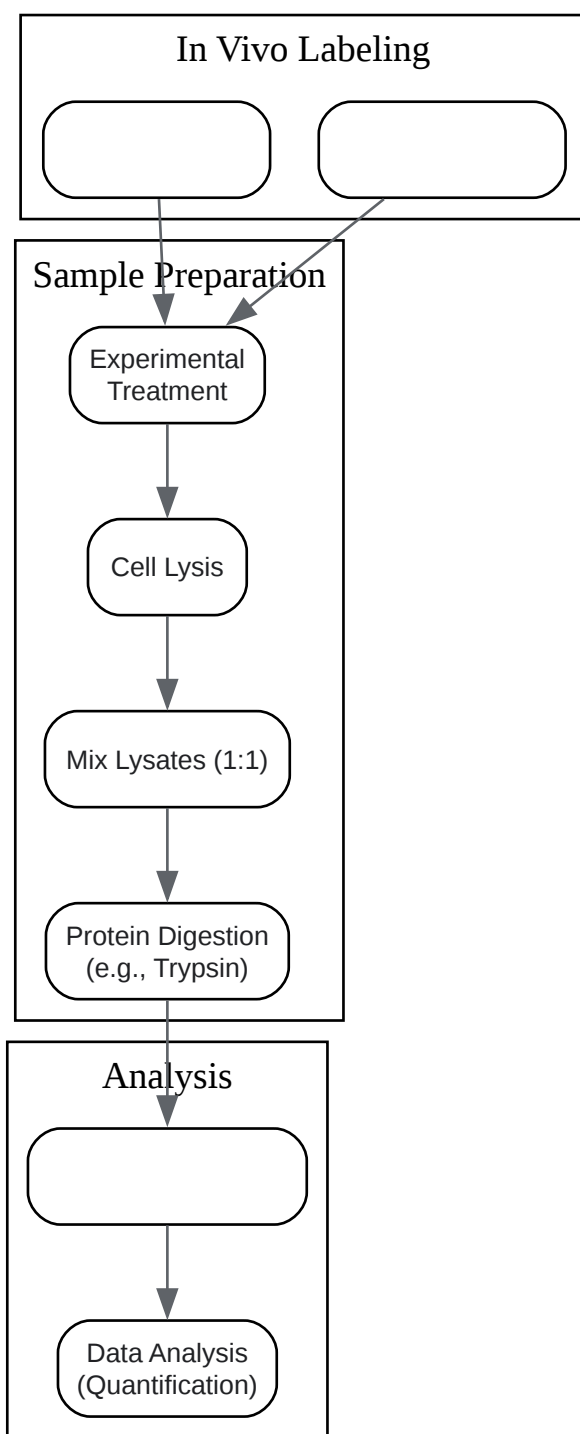 In Vivo Labeling
Sample Preparation
Experimental
Treatment
Cell Lysis
Mix Lysates (1:1)
Protein Digestion
(e.g., Trypsin)
Analysis
Data Analysis
(Quantification)